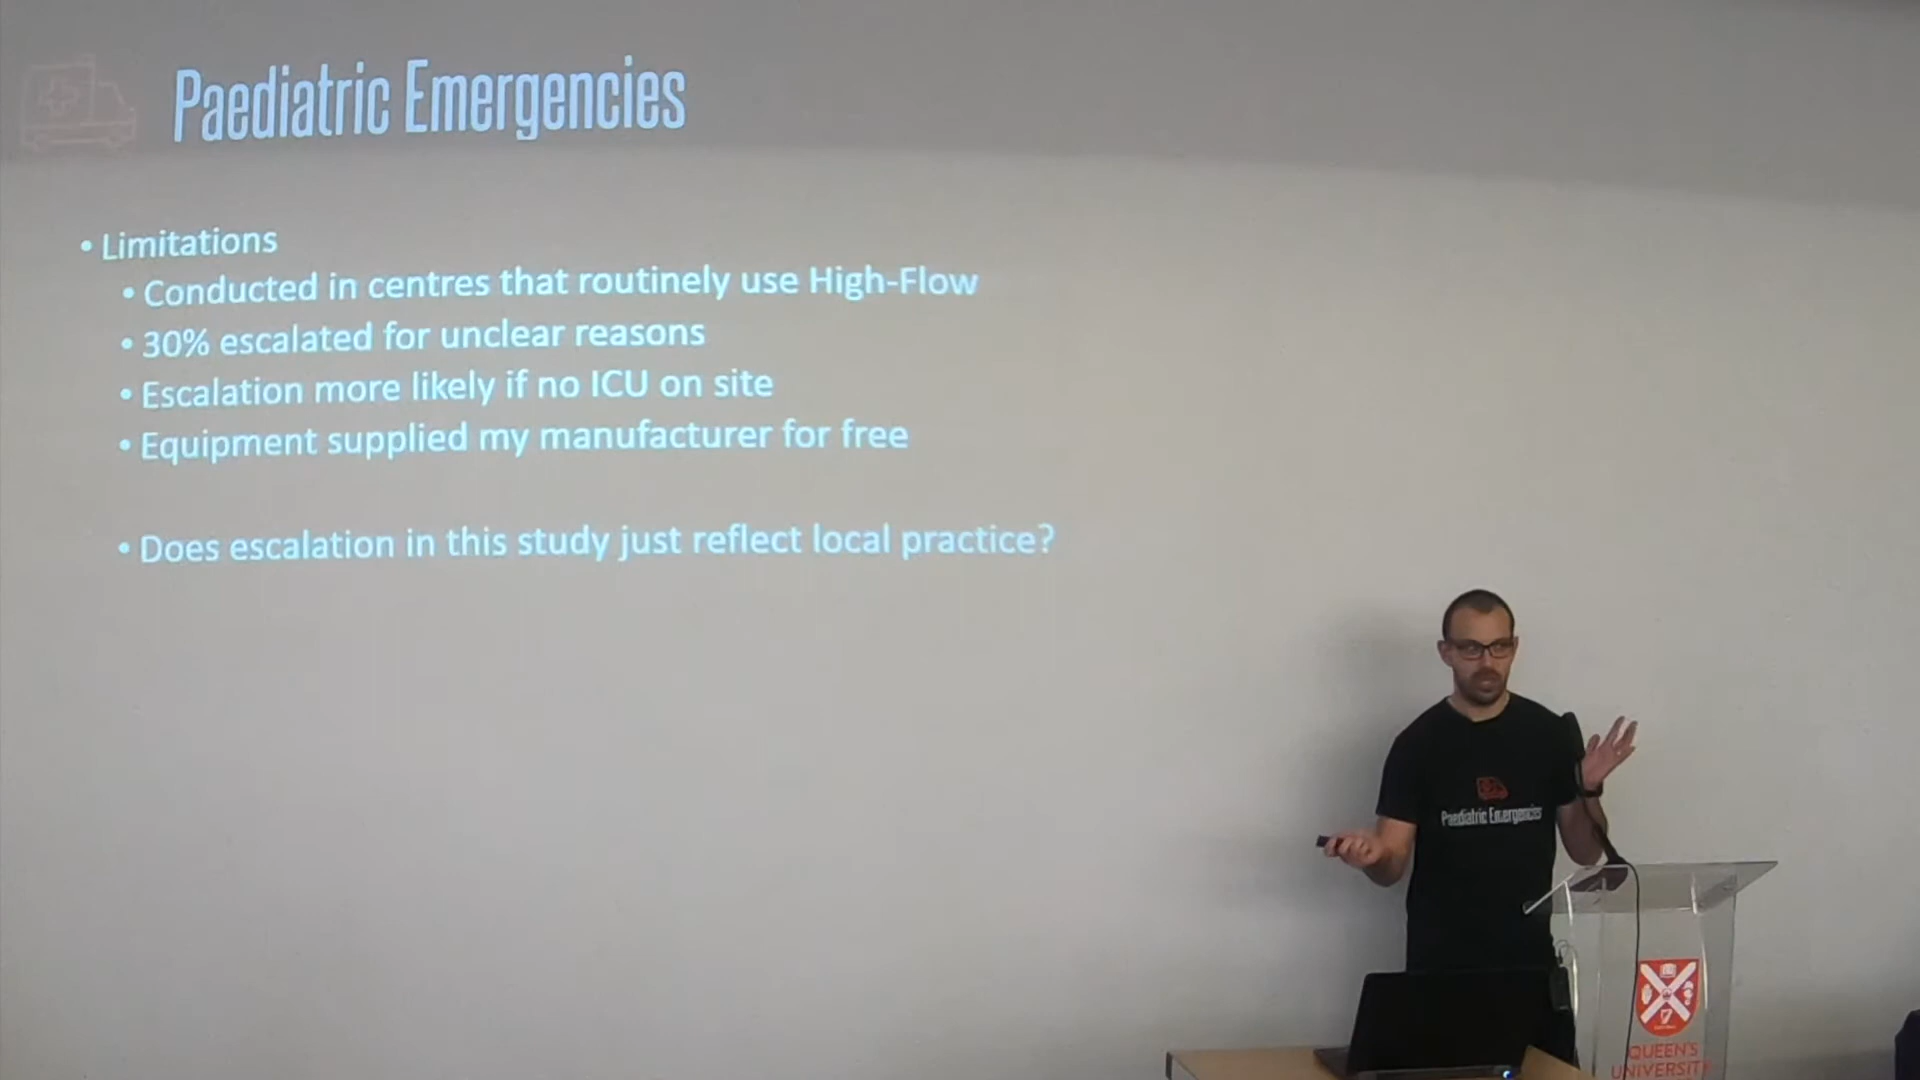 Paediatric Emergencies
• Limitations
• Conducted in centres that routinely use High-Flow
• 30% escalated for unclear reasons
• Escalation more likely if no ICU on site
• Equipment supplied my manufacturer for free
• Does escalation in this study just reflect local practice?
Paediatric Emergencies
QUEEN'S
UNIVERSITY